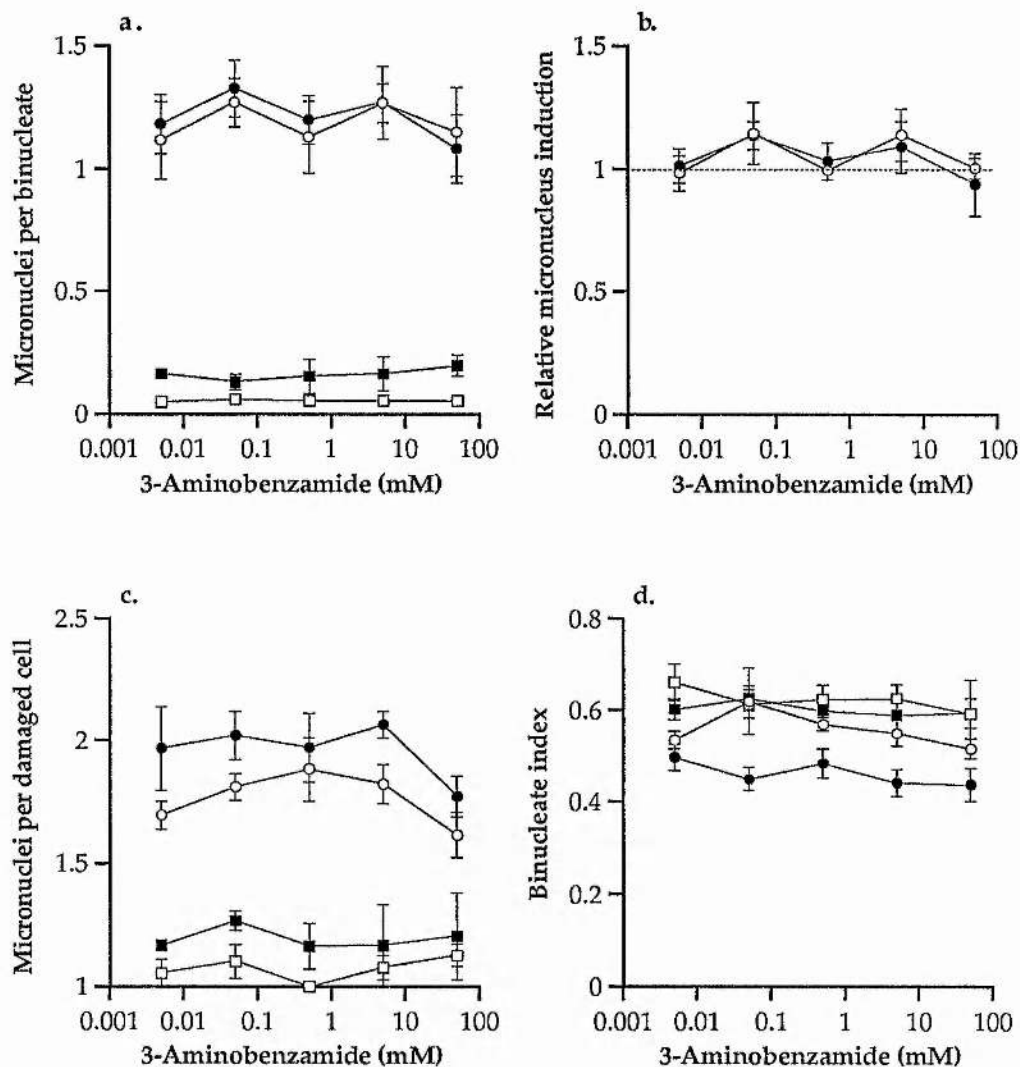 a.
Micronuclei per binucleate
1.5
1
0.5
0
0.001 0.01 0.1 1 10 100
3-Aminobenzamide (mM)
b.
Relative micronucleus induction
1.5
1
0.5
0
0.001 0.01 0.1 1 10 100
3-Aminobenzamide (mM)
c.
Micronuclei per damaged cell
2.5
2
1.5
1
0.001 0.01 0.1 1 10 100
3-Aminobenzamide (mM)
d.
Binucleate index
0.8
0.6
0.4
0.2
0
0.001 0.01 0.1 1 10 100
3-Aminobenzamide (mM)